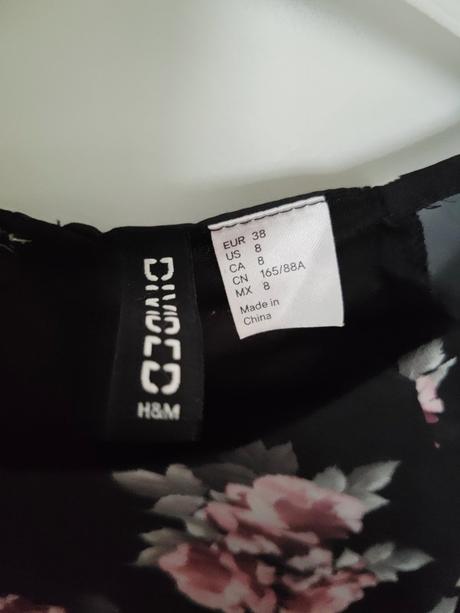 DIVIDED
H&M
EUR 38
US 8
CA 8
CN 165/88A
MX 8
Made in
China